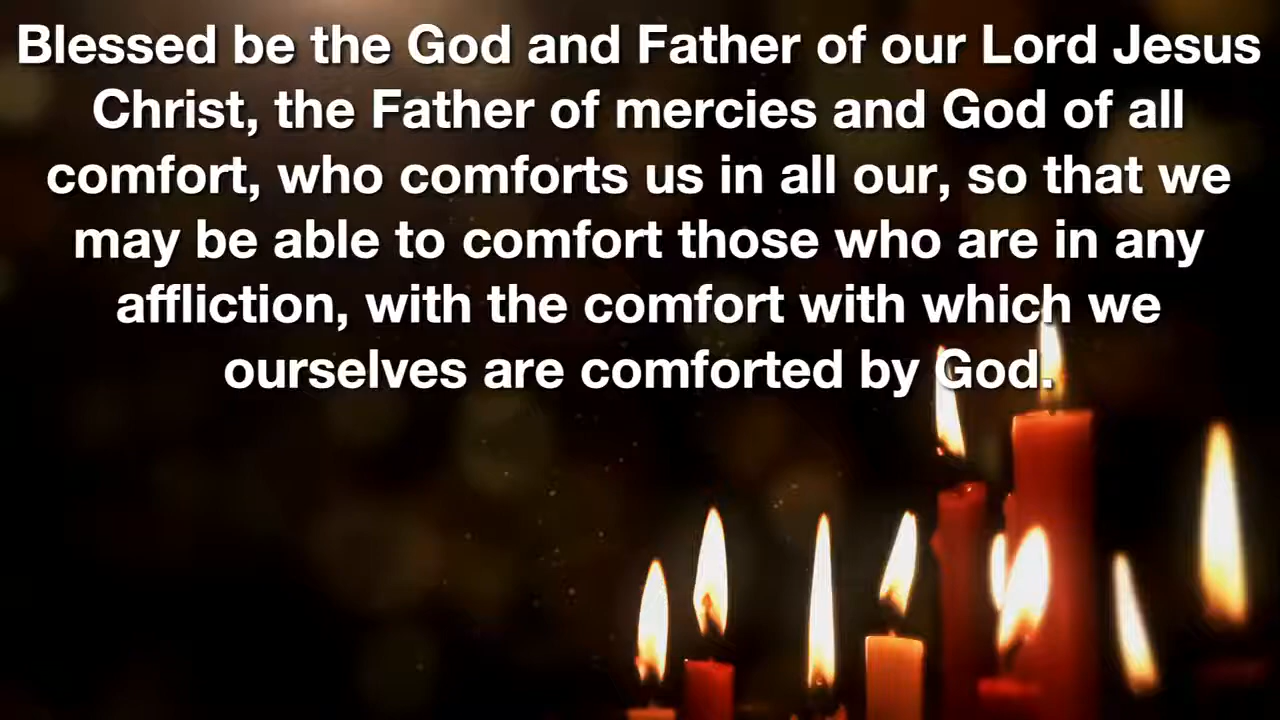 Blessed be the God and Father of our Lord Jesus
Christ, the Father of mercies and God of all
comfort, who comforts us in all our, so that we
may be able to comfort those who are in any
affliction, with the comfort with which we
ourselves are comforted by God.